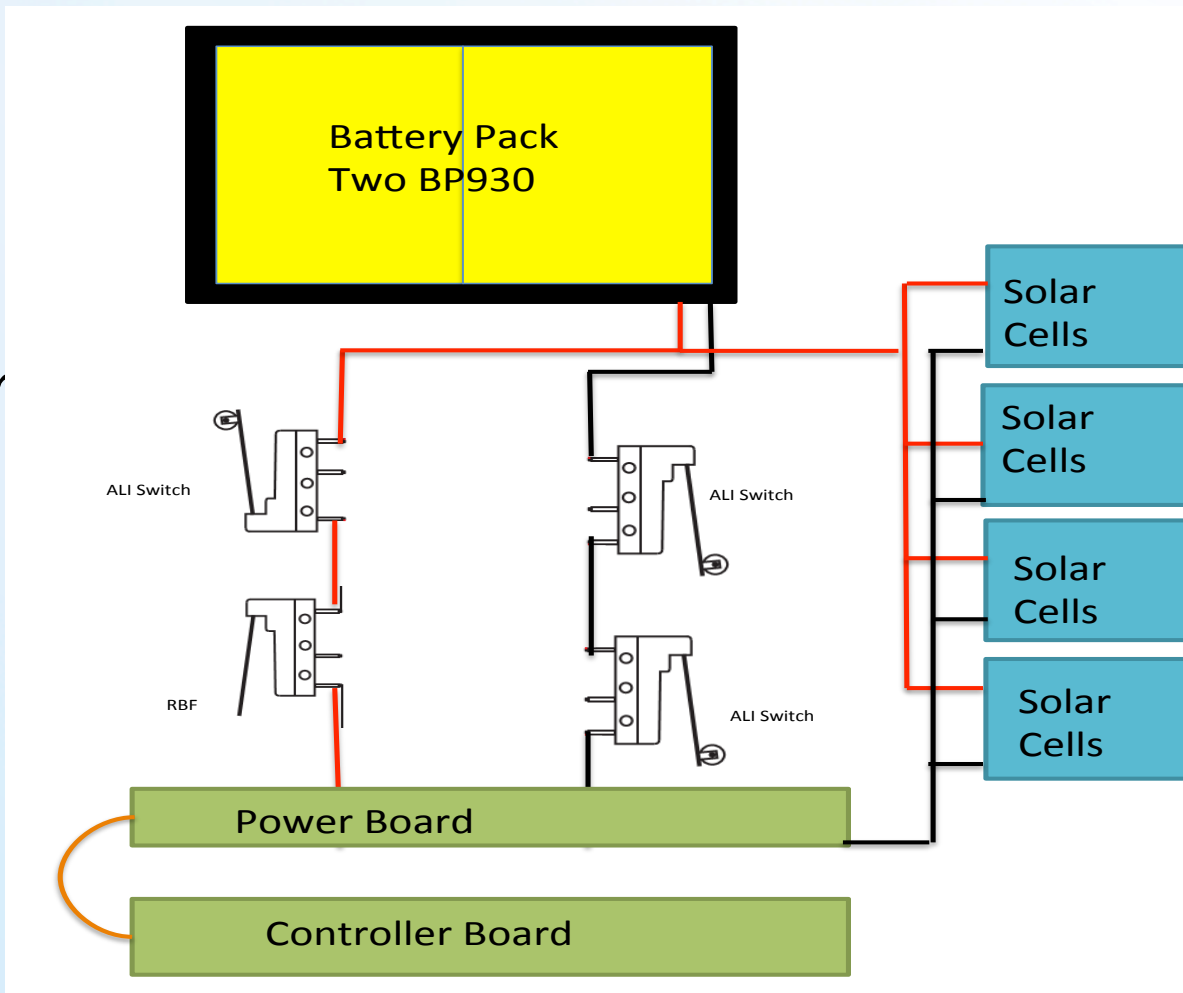 Battery Pack
Two BP930
Solar
Cells
Solar
Cells
ALI Switch
ALI Switch
Solar
Cells
RBF
ALI Switch
Solar
Cells
Power Board
Controller Board